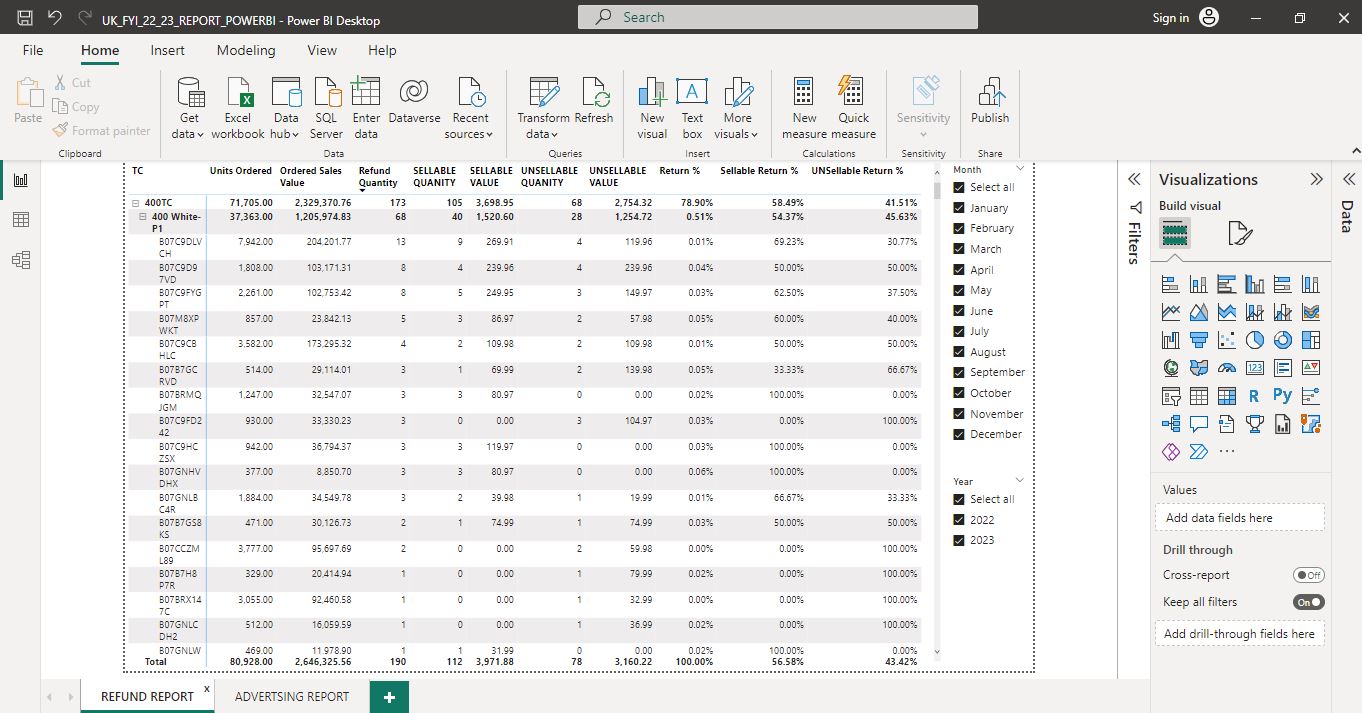 UK_FYI_22_23_REPORT_POWERBI - Power BI Desktop
Search
Sign in
File Home Insert Modeling View Help
Paste
Cut
Copy
Format painter
Clipboard
Get data
Excel workbook
Data hub
SQL Server
Enter data
Dataverse
Recent sources
Data
Transform data
Refresh
Queries
New visual
Text box
More visuals
Insert
New measure
Quick measure
Calculations
Sensitivity
Sensitivity
Publish
Share
TC Units Ordered Ordered Sales Value Refund Quantity SELLABLE QUANITY SELLABLE VALUE UNSELLABLE QUANTITY UNSELLABLE VALUE Return % Sellable Return % UNSellable Return %
400TC 71,705.00 2,329,370.76 173 105 3,698.95 68 2,754.32 78.90% 58.49% 41.51%
400 White-P1 37,363.00 1,205,974.83 68 40 1,520.60 28 1,254.72 0.51% 54.37% 45.63%
B07C9DLVCH 7,942.00 204,201.77 13 9 269.91 4 119.96 0.01% 69.23% 30.77%
B07C9D97VD 1,808.00 103,171.31 8 4 239.96 4 239.96 0.04% 50.00% 50.00%
B07C9FYGPT 2,261.00 102,753.42 8 5 249.95 3 149.97 0.03% 62.50% 37.50%
B07M8XPWKT 857.00 23,842.13 5 3 86.97 2 57.98 0.05% 60.00% 40.00%
B07C9CBHLC 3,582.00 173,295.32 4 2 109.98 2 109.98 0.01% 50.00% 50.00%
B07B7GCRVD 514.00 29,114.01 3 1 69.99 2 139.98 0.05% 33.33% 66.67%
B07BRMQJGM 1,247.00 32,547.07 3 3 80.97 0 0.00 0.02% 100.00% 0.00%
B07C9FD242 930.00 33,330.23 3 0 0.00 3 104.97 0.03% 0.00% 100.00%
B07C9HCZSX 942.00 36,794.37 3 3 119.97 0 0.00 0.03% 100.00% 0.00%
B07GNHVDHX 377.00 8,850.70 3 3 80.97 0 0.00 0.06% 100.00% 0.00%
B07GNLBC4R 1,884.00 34,549.78 3 2 39.98 1 19.99 0.01% 66.67% 33.33%
B07B7GS8KS 471.00 30,126.73 2 1 74.99 1 74.99 0.03% 50.00% 50.00%
B07CCZML89 3,777.00 95,697.69 2 0 0.00 2 59.98 0.00% 0.00% 100.00%
B07B7H8P7R 329.00 20,414.94 1 0 0.00 1 79.99 0.02% 0.00% 100.00%
B07BRX147C 3,055.00 92,460.58 1 0 0.00 1 32.99 0.00% 0.00% 100.00%
B07GNLCDH2 512.00 16,059.59 1 0 0.00 1 36.99 0.02% 0.00% 100.00%
B07GNLW 469.00 11,978.90 1 1 31.99 0 0.00 0.02% 100.00% 0.00%
Total 80,928.00 2,646,325.56 190 112 3,971.88 78 3,160.22 100.00% 56.58% 43.42%
Month
Select all
January
February
March
April
May
June
July
August
September
October
November
December
Year
Select all
2022
2023
Filters
Visualizations
Build visual
123
R
Py
Values
Add data fields here
Drill through
Cross-report Off
Keep all filters On
Add drill-through fields here
Data
REFUND REPORT x
ADVERTSING REPORT